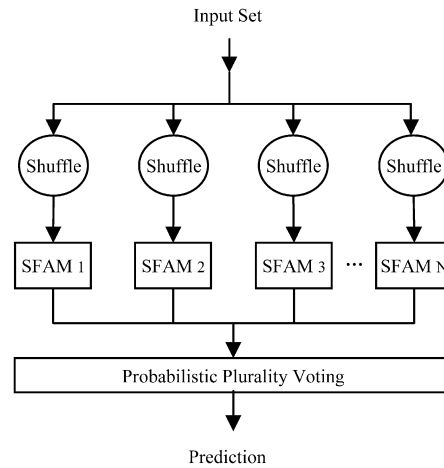 Input Set
Shuffle Shuffle Shuffle Shuffle
SFAM 1 SFAM 2 SFAM 3 ... SFAM N
Probabilistic Plurality Voting
Prediction